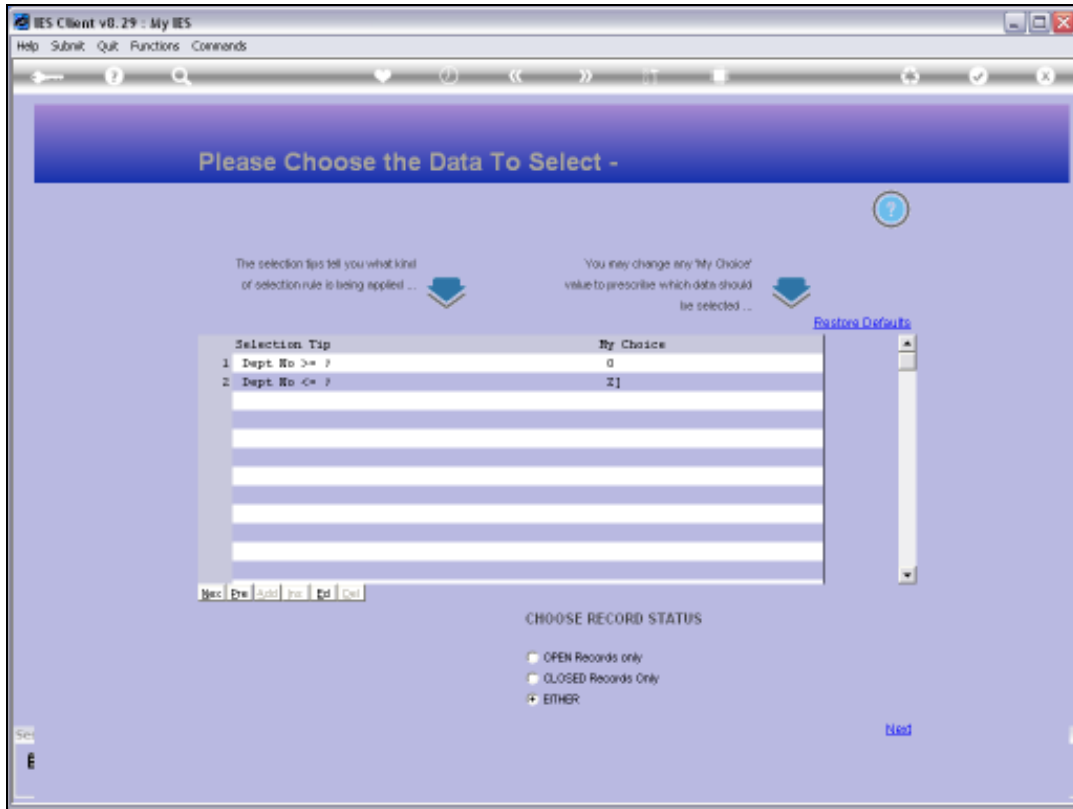 IES Client v8.29 : My IES
Help Submit Quit Functions Commands
Please Choose the Data To Select -
The selection tips tell you what kind
of selection rule is being applied ...
You may change any 'My Choice'
value to prescribe which data should
be selected ...
Restore Defaults
Selection Tip My Choice
1 Dept No >= ? 0
2 Dept No <= ? Z]
Nex Pre Add Ins Ed Del
CHOOSE RECORD STATUS
OPEN Records only
CLOSED Records Only
EITHER
Next
Ser